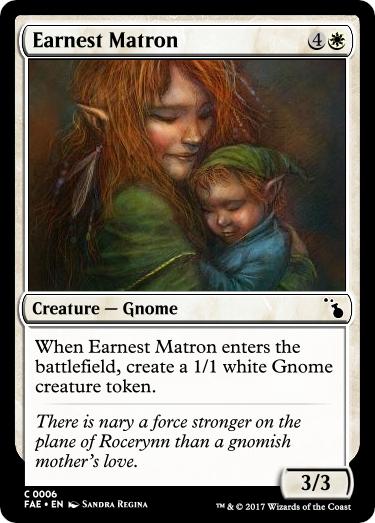 Earnest Matron 4
Creature — Gnome
When Earnest Matron enters the
battlefield, create a 1/1 white Gnome
creature token.
There is nary a force stronger on the
plane of Rocerynn than a gnomish
mother's love.
3/3
C 0006
FAE • EN Sandra Regina
™ & © 2017 Wizards of the Coast